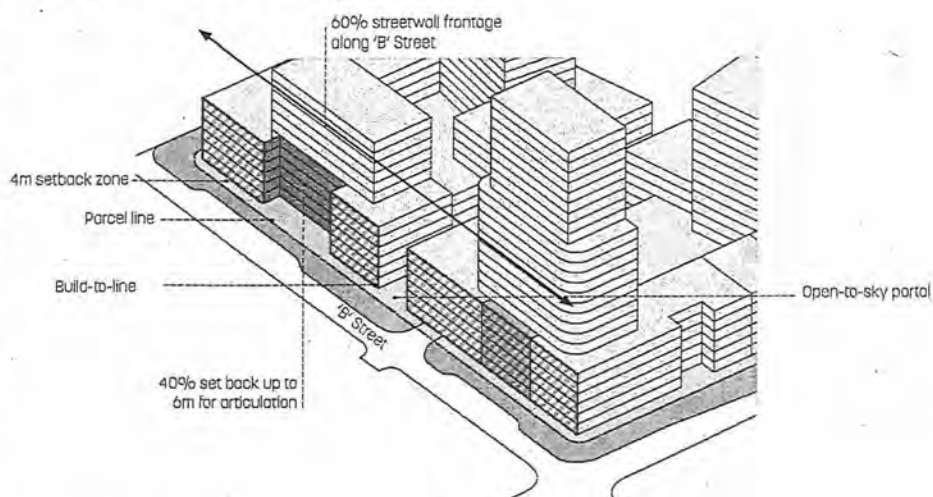 60% streetwall frontage
along 'B' Street
4m setback zone
Parcel line
Build-to-line
Open-to-sky portal
'B' Street
40% set back up to
6m for articulation